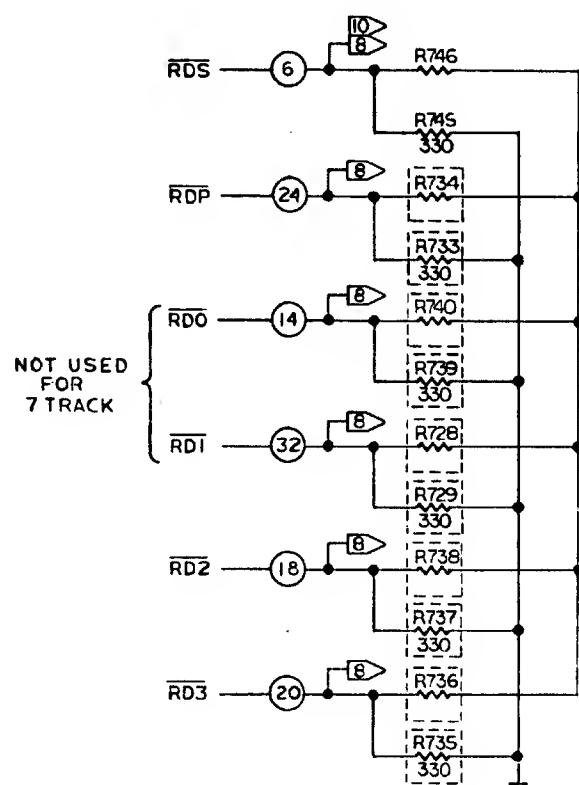 10
8
RDS 6 R746
R745
330
8
RDP 24 R734
R733
330
8
RD0 14 R740
R739
330
NOT USED
FOR
7 TRACK
8
RD1 32 R728
R729
330
8
RD2 18 R738
R737
330
8
RD3 20 R736
R735
330